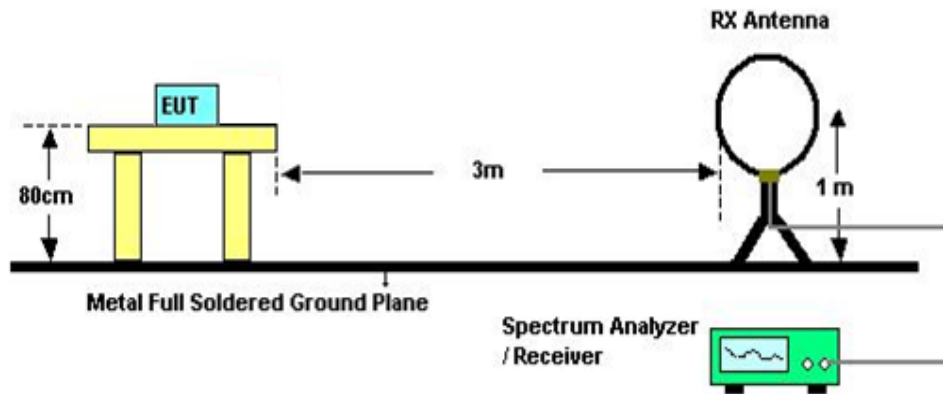 RX Antenna
EUT
80cm
3m
1 m
Metal Full Soldered Ground Plane
Spectrum Analyzer
/ Receiver